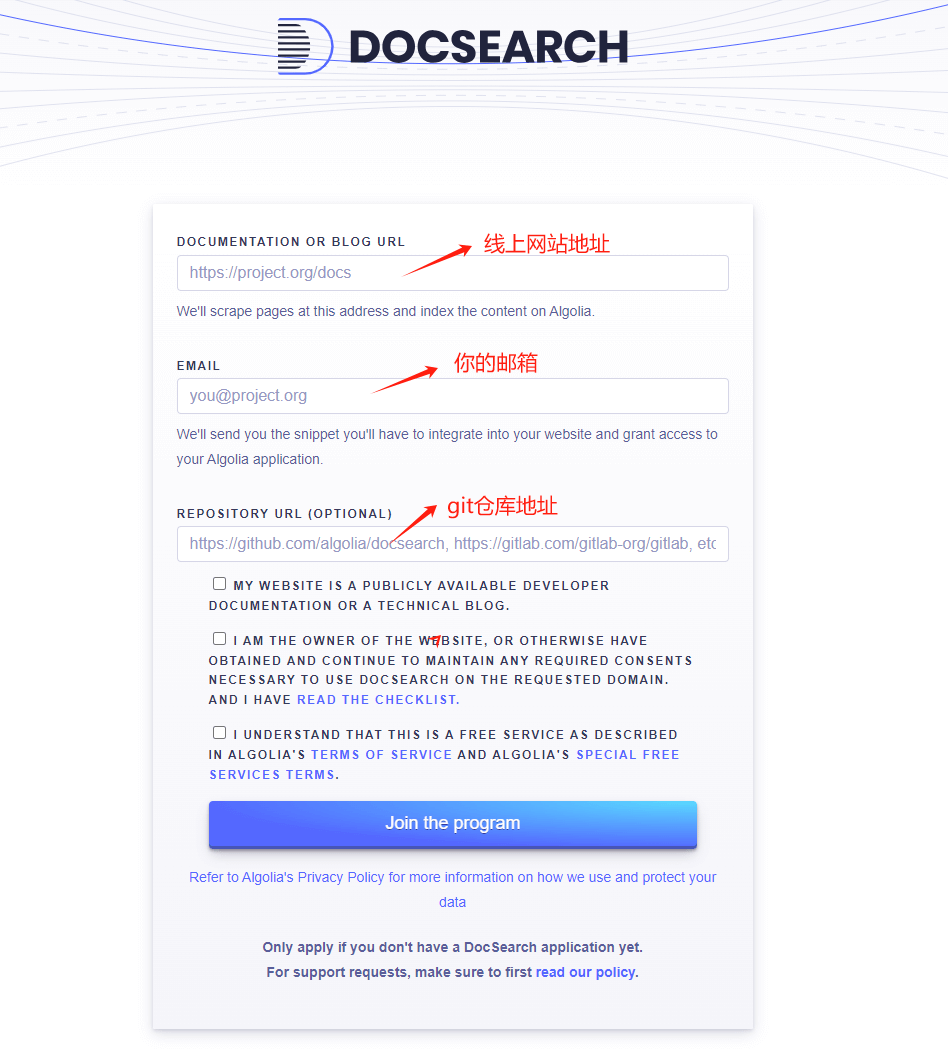 DOCSEARCH
DOCUMENTATION OR BLOG URL
线上网站地址
https://project.org/docs
We'll scrape pages at this address and index the content on Algolia.
EMAIL
你的邮箱
you@project.org
We'll send you the snippet you'll have to integrate into your website and grant access to
your Algolia application.
REPOSITORY URL (OPTIONAL)
git仓库地址
https://github.com/algolia/docsearch, https://gitlab.com/gitlab-org/gitlab, etc
MY WEBSITE IS A PUBLICLY AVAILABLE DEVELOPER
DOCUMENTATION OR A TECHNICAL BLOG.
I AM THE OWNER OF THE WEBSITE, OR OTHERWISE HAVE
OBTAINED AND CONTINUE TO MAINTAIN ANY REQUIRED CONSENTS
NECESSARY TO USE DOCSEARCH ON THE REQUESTED DOMAIN.
AND I HAVE READ THE CHECKLIST.
I UNDERSTAND THAT THIS IS A FREE SERVICE AS DESCRIBED
IN ALGOLIA'S TERMS OF SERVICE AND ALGOLIA'S SPECIAL FREE
SERVICES TERMS.
Join the program
Refer to Algolia's Privacy Policy for more information on how we use and protect your
data
Only apply if you don't have a DocSearch application yet.
For support requests, make sure to first read our policy.